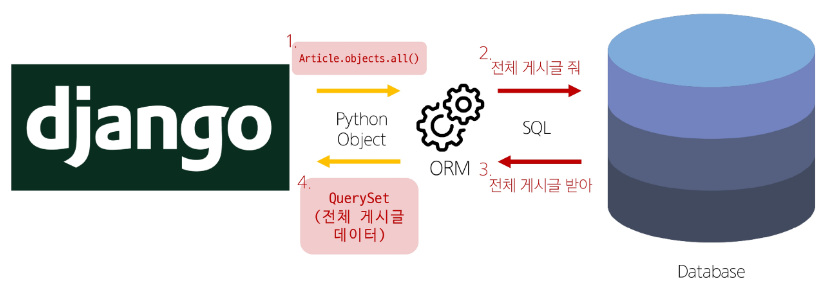 django
1.
Article.objects.all()
Python
Object
4.
QuerySet
(전체 게시글
데이터)
ORM
2.
전체 게시글 줘
SQL
3.
전체 게시글 받아
Database